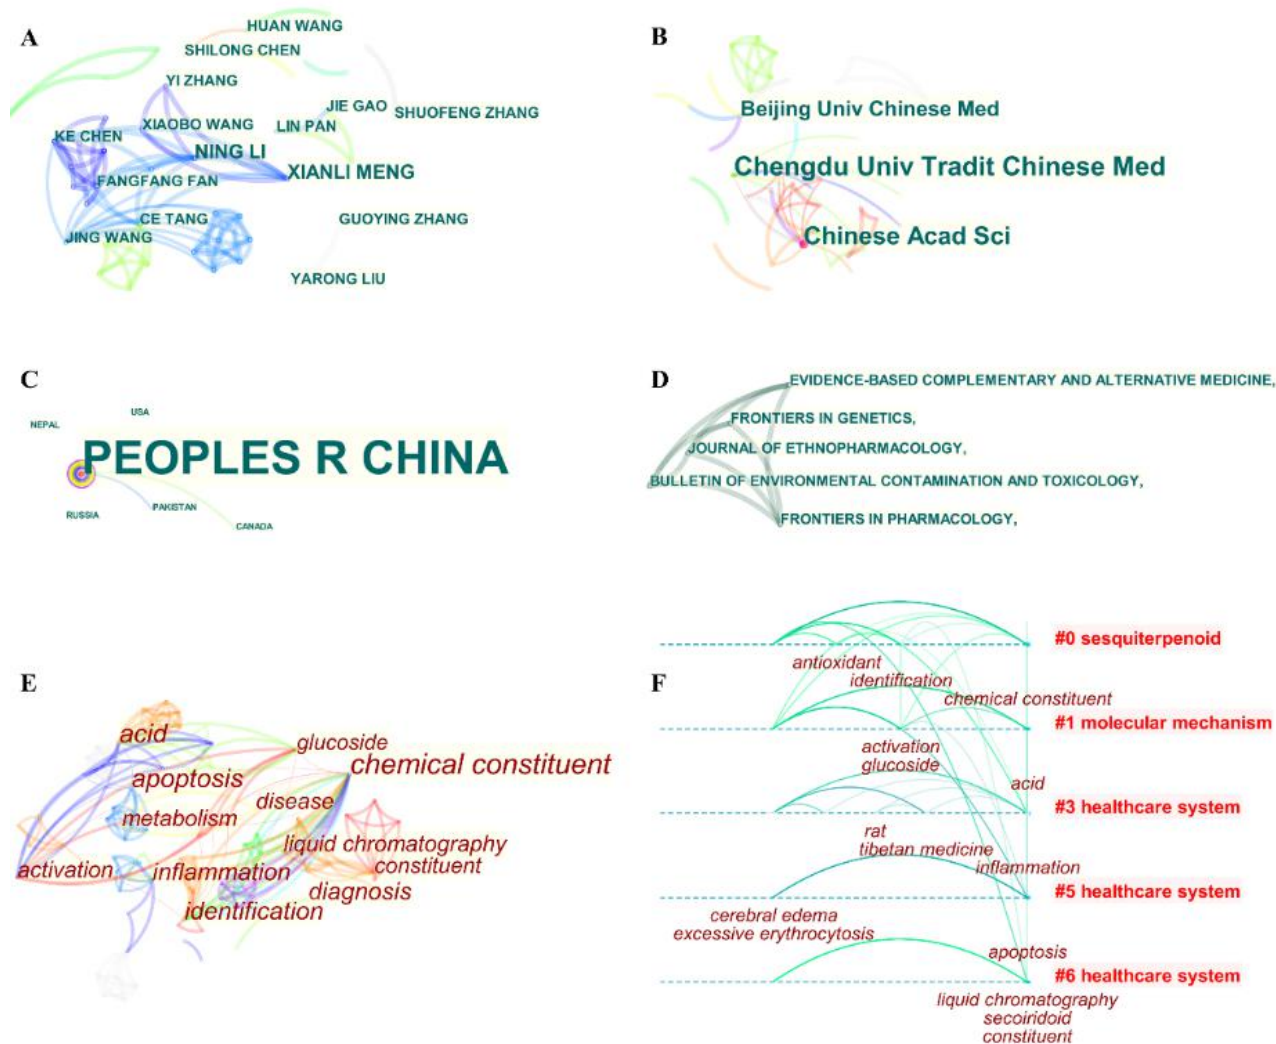 A
HUAN WANG
SHILONG CHEN
YI ZHANG
JIE GAO
SHUOFENG ZHANG
XIAOBO WANG
LIN PAN
KE CHEN
NING LI
XIANLI MENG
FANGFANG FAN
CE TANG
GUOYING ZHANG
JING WANG
YARONG LIU
B
Beijing Univ Chinese Med
Chengdu Univ Tradit Chinese Med
Chinese Acad Sci
C
USA
NEPAL
PEOPLES R CHINA
RUSSIA
PAKISTAN
CANADA
D
EVIDENCE-BASED COMPLEMENTARY AND ALTERNATIVE MEDICINE,
FRONTIERS IN GENETICS,
JOURNAL OF ETHNOPHARMACOLOGY,
BULLETIN OF ENVIRONMENTAL CONTAMINATION AND TOXICOLOGY,
FRONTIERS IN PHARMACOLOGY,
E
acid
glucoside
chemical constituent
apoptosis
disease
metabolism
liquid chromatography
constituent
activation
inflammation
diagnosis
identification
F
#0 sesquiterpenoid
antioxidant
identification
chemical constituent
#1 molecular mechanism
activation
glucoside
acid
#3 healthcare system
rat
tibetan medicine
inflammation
#5 healthcare system
cerebral edema
excessive erythrocytosis
apoptosis
#6 healthcare system
liquid chromatography
secoiridoid
constituent